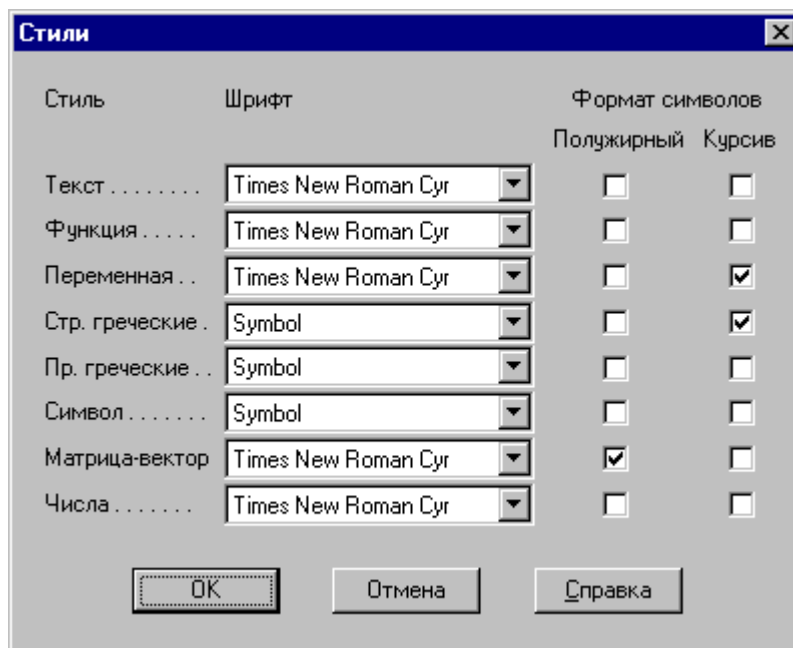 Стили
Стиль Шрифт Формат символов
Полужирный Курсив
Текст . . . . . . . . Times New Roman Cyr
Функция . . . . . Times New Roman Cyr
Переменная . . Times New Roman Cyr
Стр. греческие . Symbol
Пр. греческие . . Symbol
Символ . . . . . . . Symbol
Матрица-вектор Times New Roman Cyr
Числа . . . . . . . Times New Roman Cyr
OK Отмена Справка